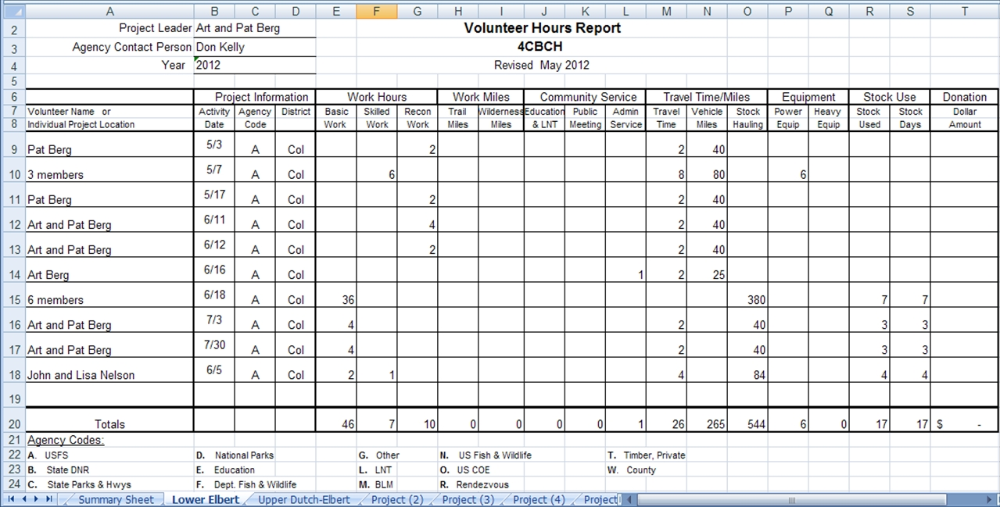 A B C D E F G H I J K L M N O P Q R S T
2 Project Leader Art and Pat Berg Volunteer Hours Report
3 Agency Contact Person Don Kelly 4CBCH
4 Year 2012 Revised May 2012
5
6 Project Information Work Hours Work Miles Community Service Travel Time/Miles Equipment Stock Use Donation
7 Volunteer Name or Activity Agency District Basic Skilled Recon Trail Wilderness Education Public Admin Travel Vehicle Stock Power Heavy Stock Stock Dollar
8 Individual Project Location Date Code Work Work Work Miles Miles & LNT Meeting Service Time Miles Hauling Equip Equip Used Days Amount
9 Pat Berg 5/3 A Col 2 2 40
10 3 members 5/7 A Col 6 8 80 6
11 Pat Berg 5/17 A Col 2 2 40
12 Art and Pat Berg 6/11 A Col 4 2 40
13 Art and Pat Berg 6/12 A Col 2 2 40
14 Art Berg 6/16 A Col 1 2 25
15 6 members 6/18 A Col 36 380 7 7
16 Art and Pat Berg 7/3 A Col 4 2 40 3 3
17 Art and Pat Berg 7/30 A Col 4 2 40 3 3
18 John and Lisa Nelson 6/5 A Col 2 1 4 84 4 4
19
20 Totals 46 7 10 0 0 0 0 1 26 265 544 6 0 17 17 $ -
21 Agency Codes:
22 A. USFS D. National Parks G. Other N. US Fish & Wildlife T. Timber, Private
23 B. State DNR E. Education L. LNT O. US COE W. County
24 C. State Parks & Hwys F. Dept. Fish & Wildlife M. BLM R. Rendezvous
Summary Sheet Lower Elbert Upper Dutch-Elbert Project (2) Project (3) Project (4) Project